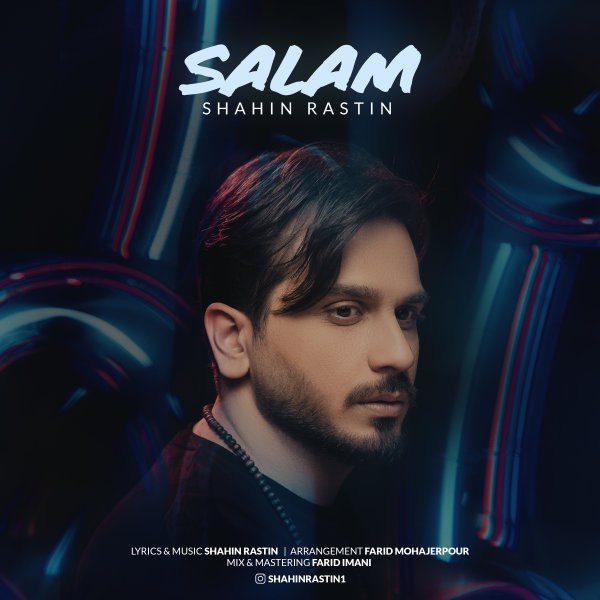 SALAM
SHAHIN RASTIN
LYRICS & MUSIC SHAHIN RASTIN | ARRANGEMENT FARID MOHAJERPOUR
MIX & MASTERING FARID IMANI
SHAHINRASTIN1